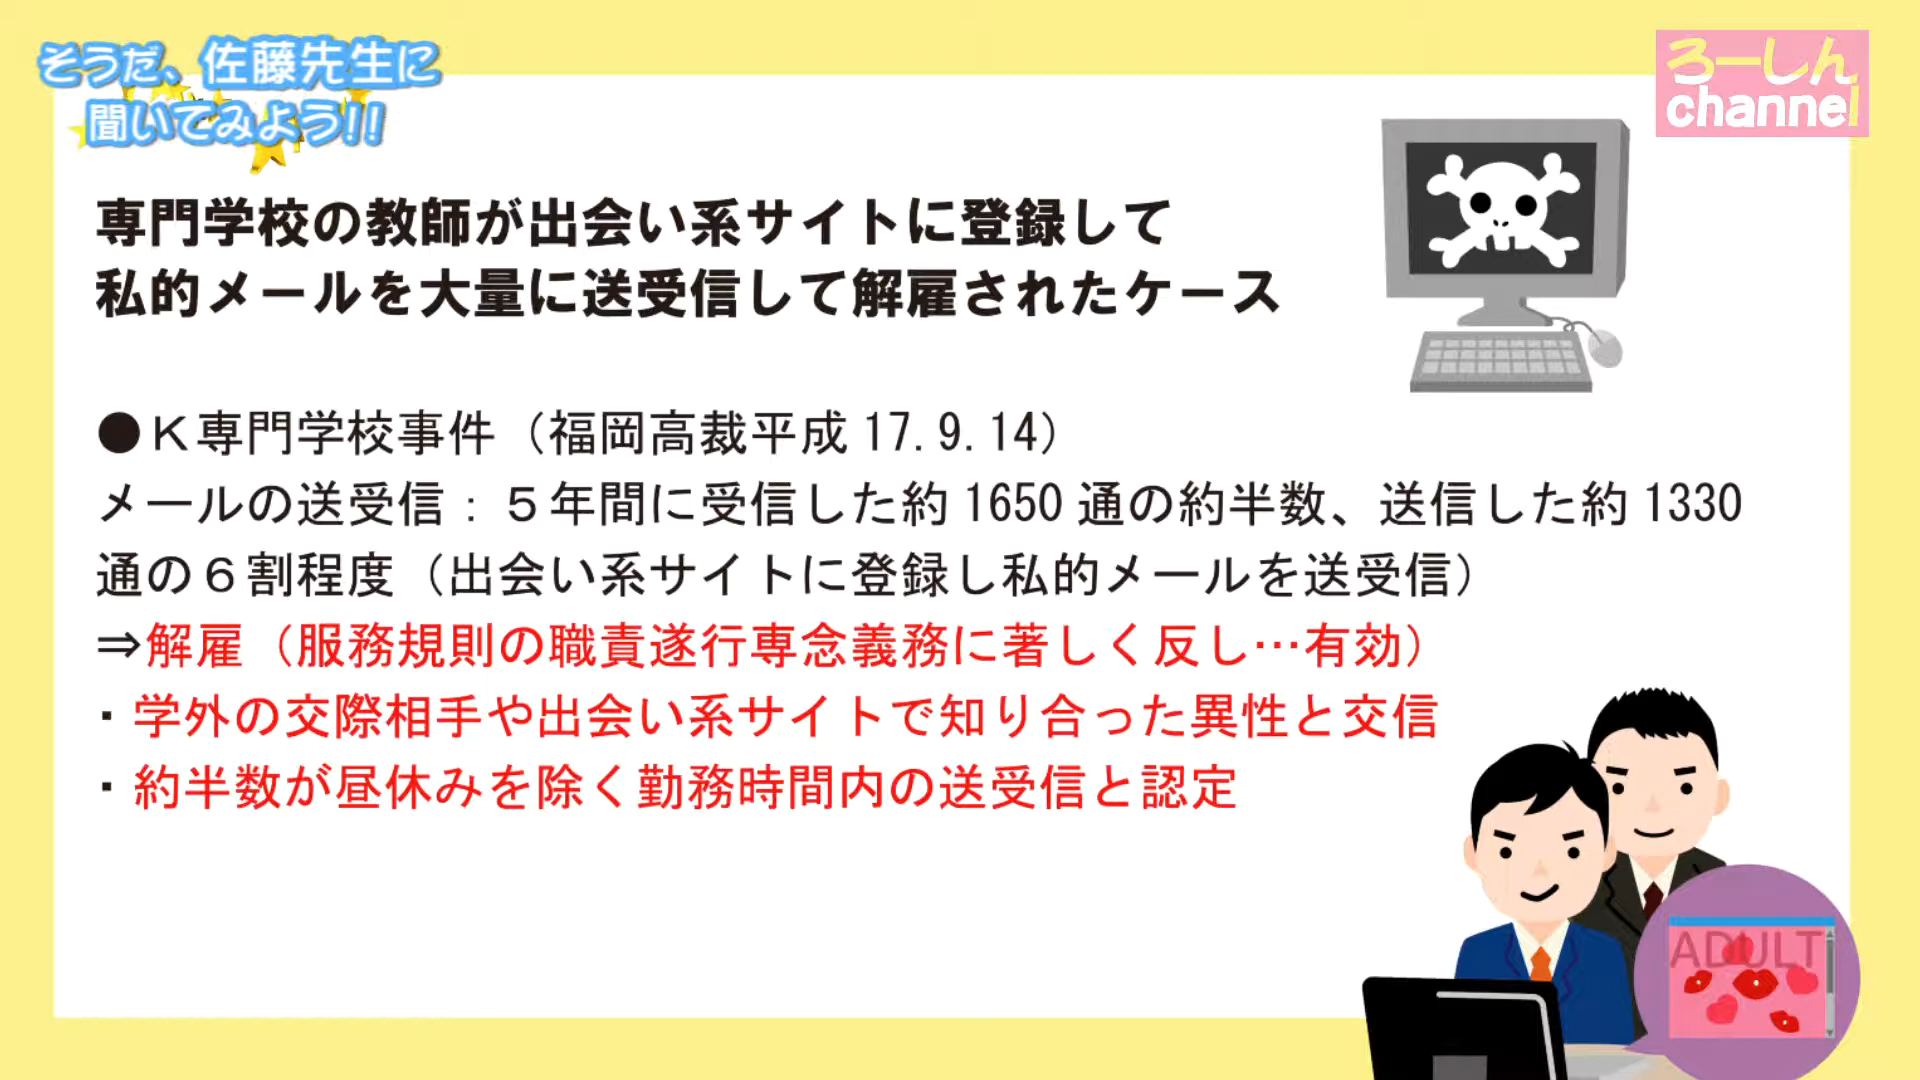 そうだ、佐藤先生に
聞いてみよう!!
ろーしん
channel
専門学校の教師が出会い系サイトに登録して
私的メールを大量に送受信して解雇されたケース
●K専門学校事件（福岡高裁平成17.9.14）
メールの送受信：５年間に受信した約1650通の約半数、送信した約1330
通の６割程度（出会い系サイトに登録し私的メールを送受信）
⇒解雇（服務規則の職責遂行専念義務に著しく反し…有効）
・学外の交際相手や出会い系サイトで知り合った異性と交信
・約半数が昼休みを除く勤務時間内の送受信と認定
ADULT